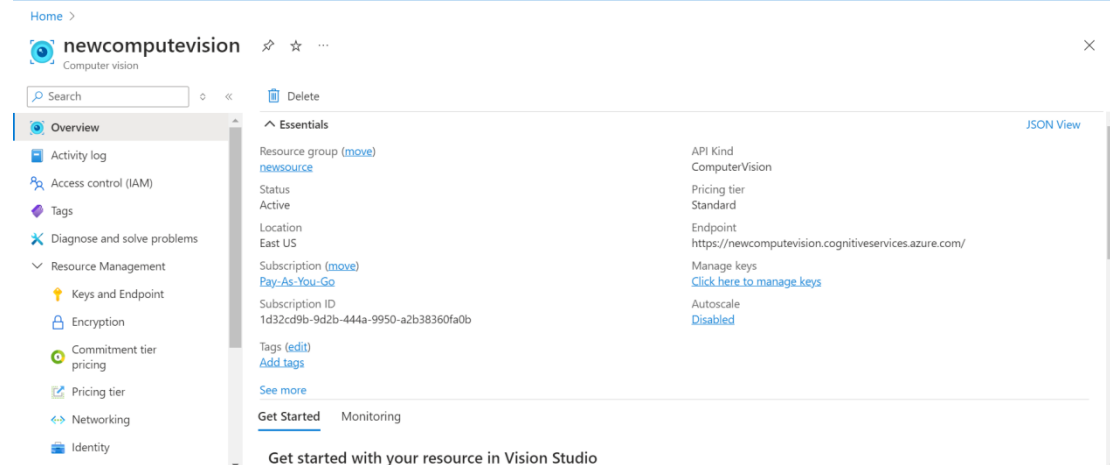 Home >
newcomputevision
Computer vision
Search
Overview
Activity log
Access control (IAM)
Tags
Diagnose and solve problems
Resource Management
Keys and Endpoint
Encryption
Commitment tier
pricing
Pricing tier
Networking
Identity
Delete
Essentials
JSON View
Resource group (move)
newsource
Status
Active
Location
East US
Subscription (move)
Pay-As-You-Go
Subscription ID
1d32cd9b-9d2b-444a-9950-a2b38360fa0b
Tags (edit)
Add tags
See more
API Kind
ComputerVision
Pricing tier
Standard
Endpoint
https://newcomputevision.cognitiveservices.azure.com/
Manage keys
Click here to manage keys
Autoscale
Disabled
Get Started
Monitoring
Get started with your resource in Vision Studio